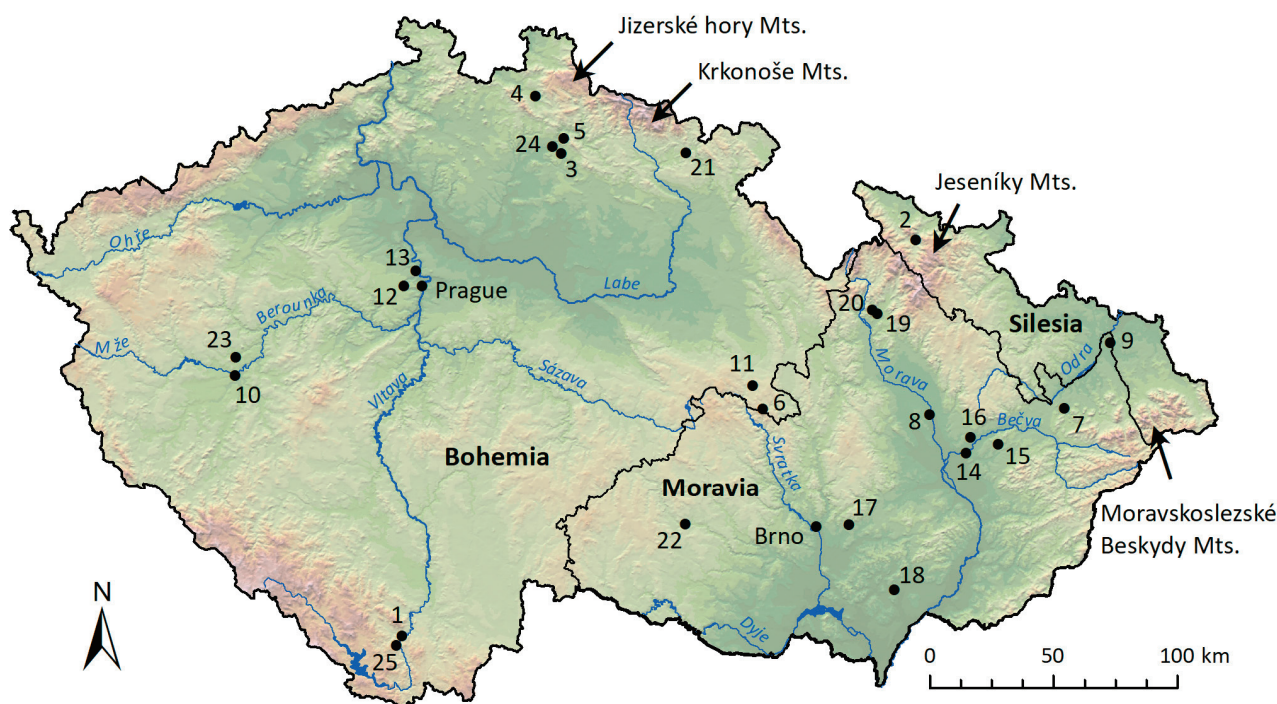 Jizerské hory Mts.
Krkonoše Mts.
4
5
24
3
21
Jeseníky Mts.
2
Ohře
13
12
Prague
Labe
Berounka
Mže
23
10
Sázava
Vltava
20
19
Silesia
9
Odra
Morava
11
6
8
16
Bečva
7
14
15
Bohemia
Svratka
Moravia
22
Brno
17
Moravskoslezské
Beskydy Mts.
18
N
1
25
Dyje
0 50 100 km